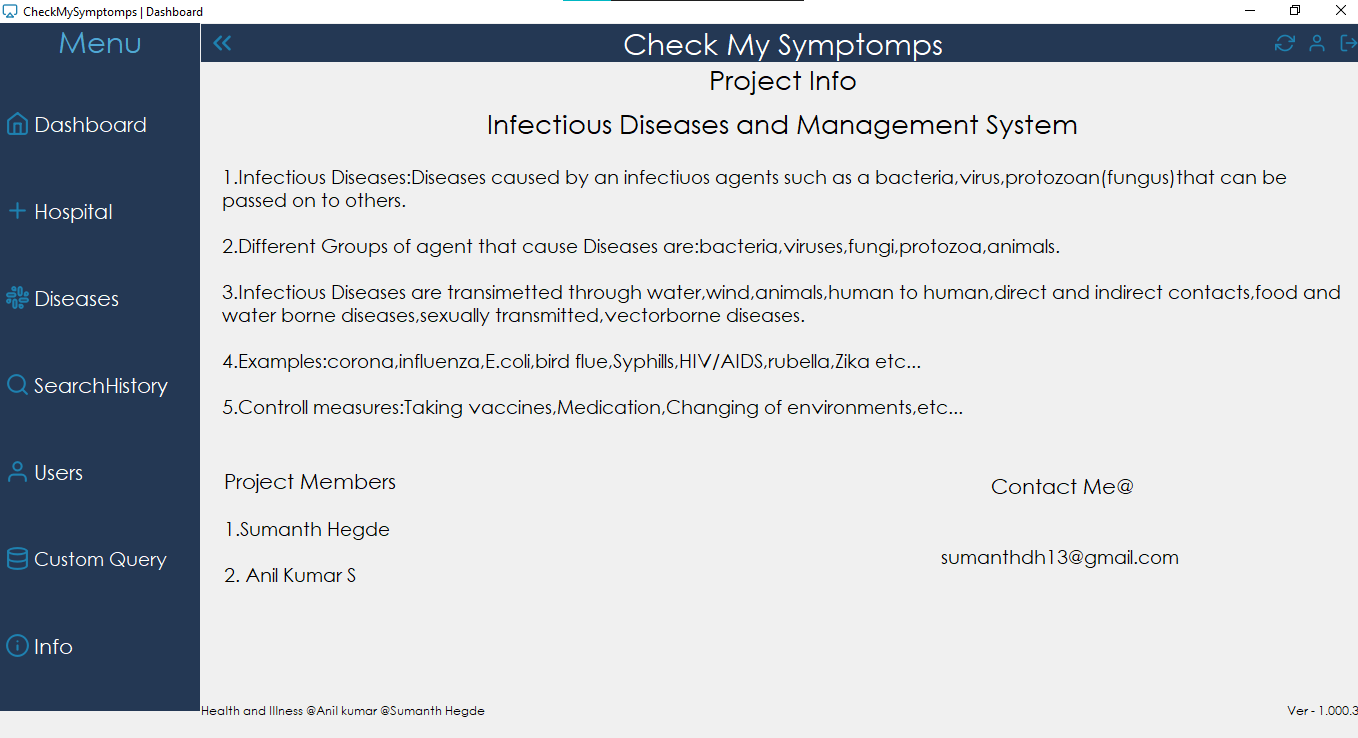 CheckMySymptomps | Dashboard
Menu
Check My Symptomps
Dashboard
Hospital
Diseases
SearchHistory
Users
Custom Query
Info
Project Info
Infectious Diseases and Management System
1.Infectious Diseases:Diseases caused by an infectiuos agents such as a bacteria,virus,protozoan(fungus)that can be
passed on to others.
2.Different Groups of agent that cause Diseases are:bacteria,viruses,fungi,protozoa,animals.
3.Infectious Diseases are transimetted through water,wind,animals,human to human,direct and indirect contacts,food and
water borne diseases,sexually transmitted,vectorborne diseases.
4.Examples:corona,influenza,E.coli,bird flue,Syphills,HIV/AIDS,rubella,Zika etc...
5.Controll measures:Taking vaccines,Medication,Changing of environments,etc...
Project Members
1.Sumanth Hegde
2. Anil Kumar S
Contact Me@
sumanthdh13@gmail.com
Health and Illness @Anil kumar @Sumanth Hegde
Ver - 1.000.3